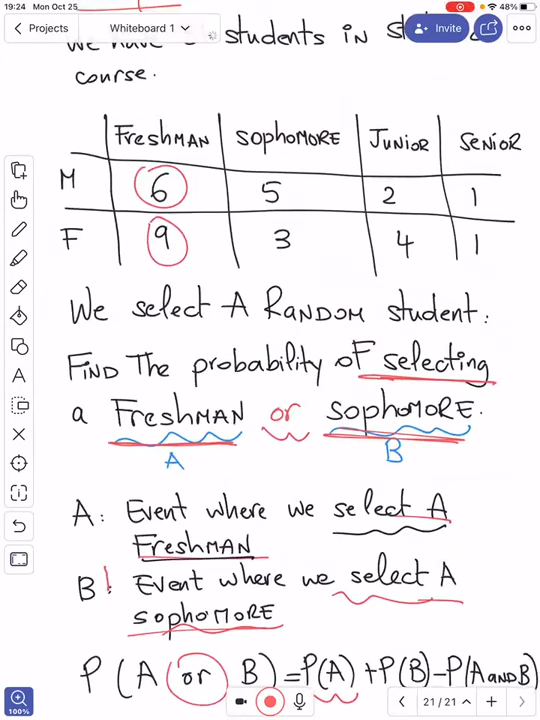 19:24 Mon Oct 25 48%
Projects Whiteboard 1 Invite
We have students in
course.
Freshman Sophomore Junior Senior
M 6 5 2 1
F 9 3 4 1
We select A Random student:
Find The probability of selecting
a Freshman or sophomore.
A B
A: Event where we select A
Freshman
B: Event where we select A
sophomore
P(A or B) = P(A) + P(B) - P(A and B)
100% 21/21